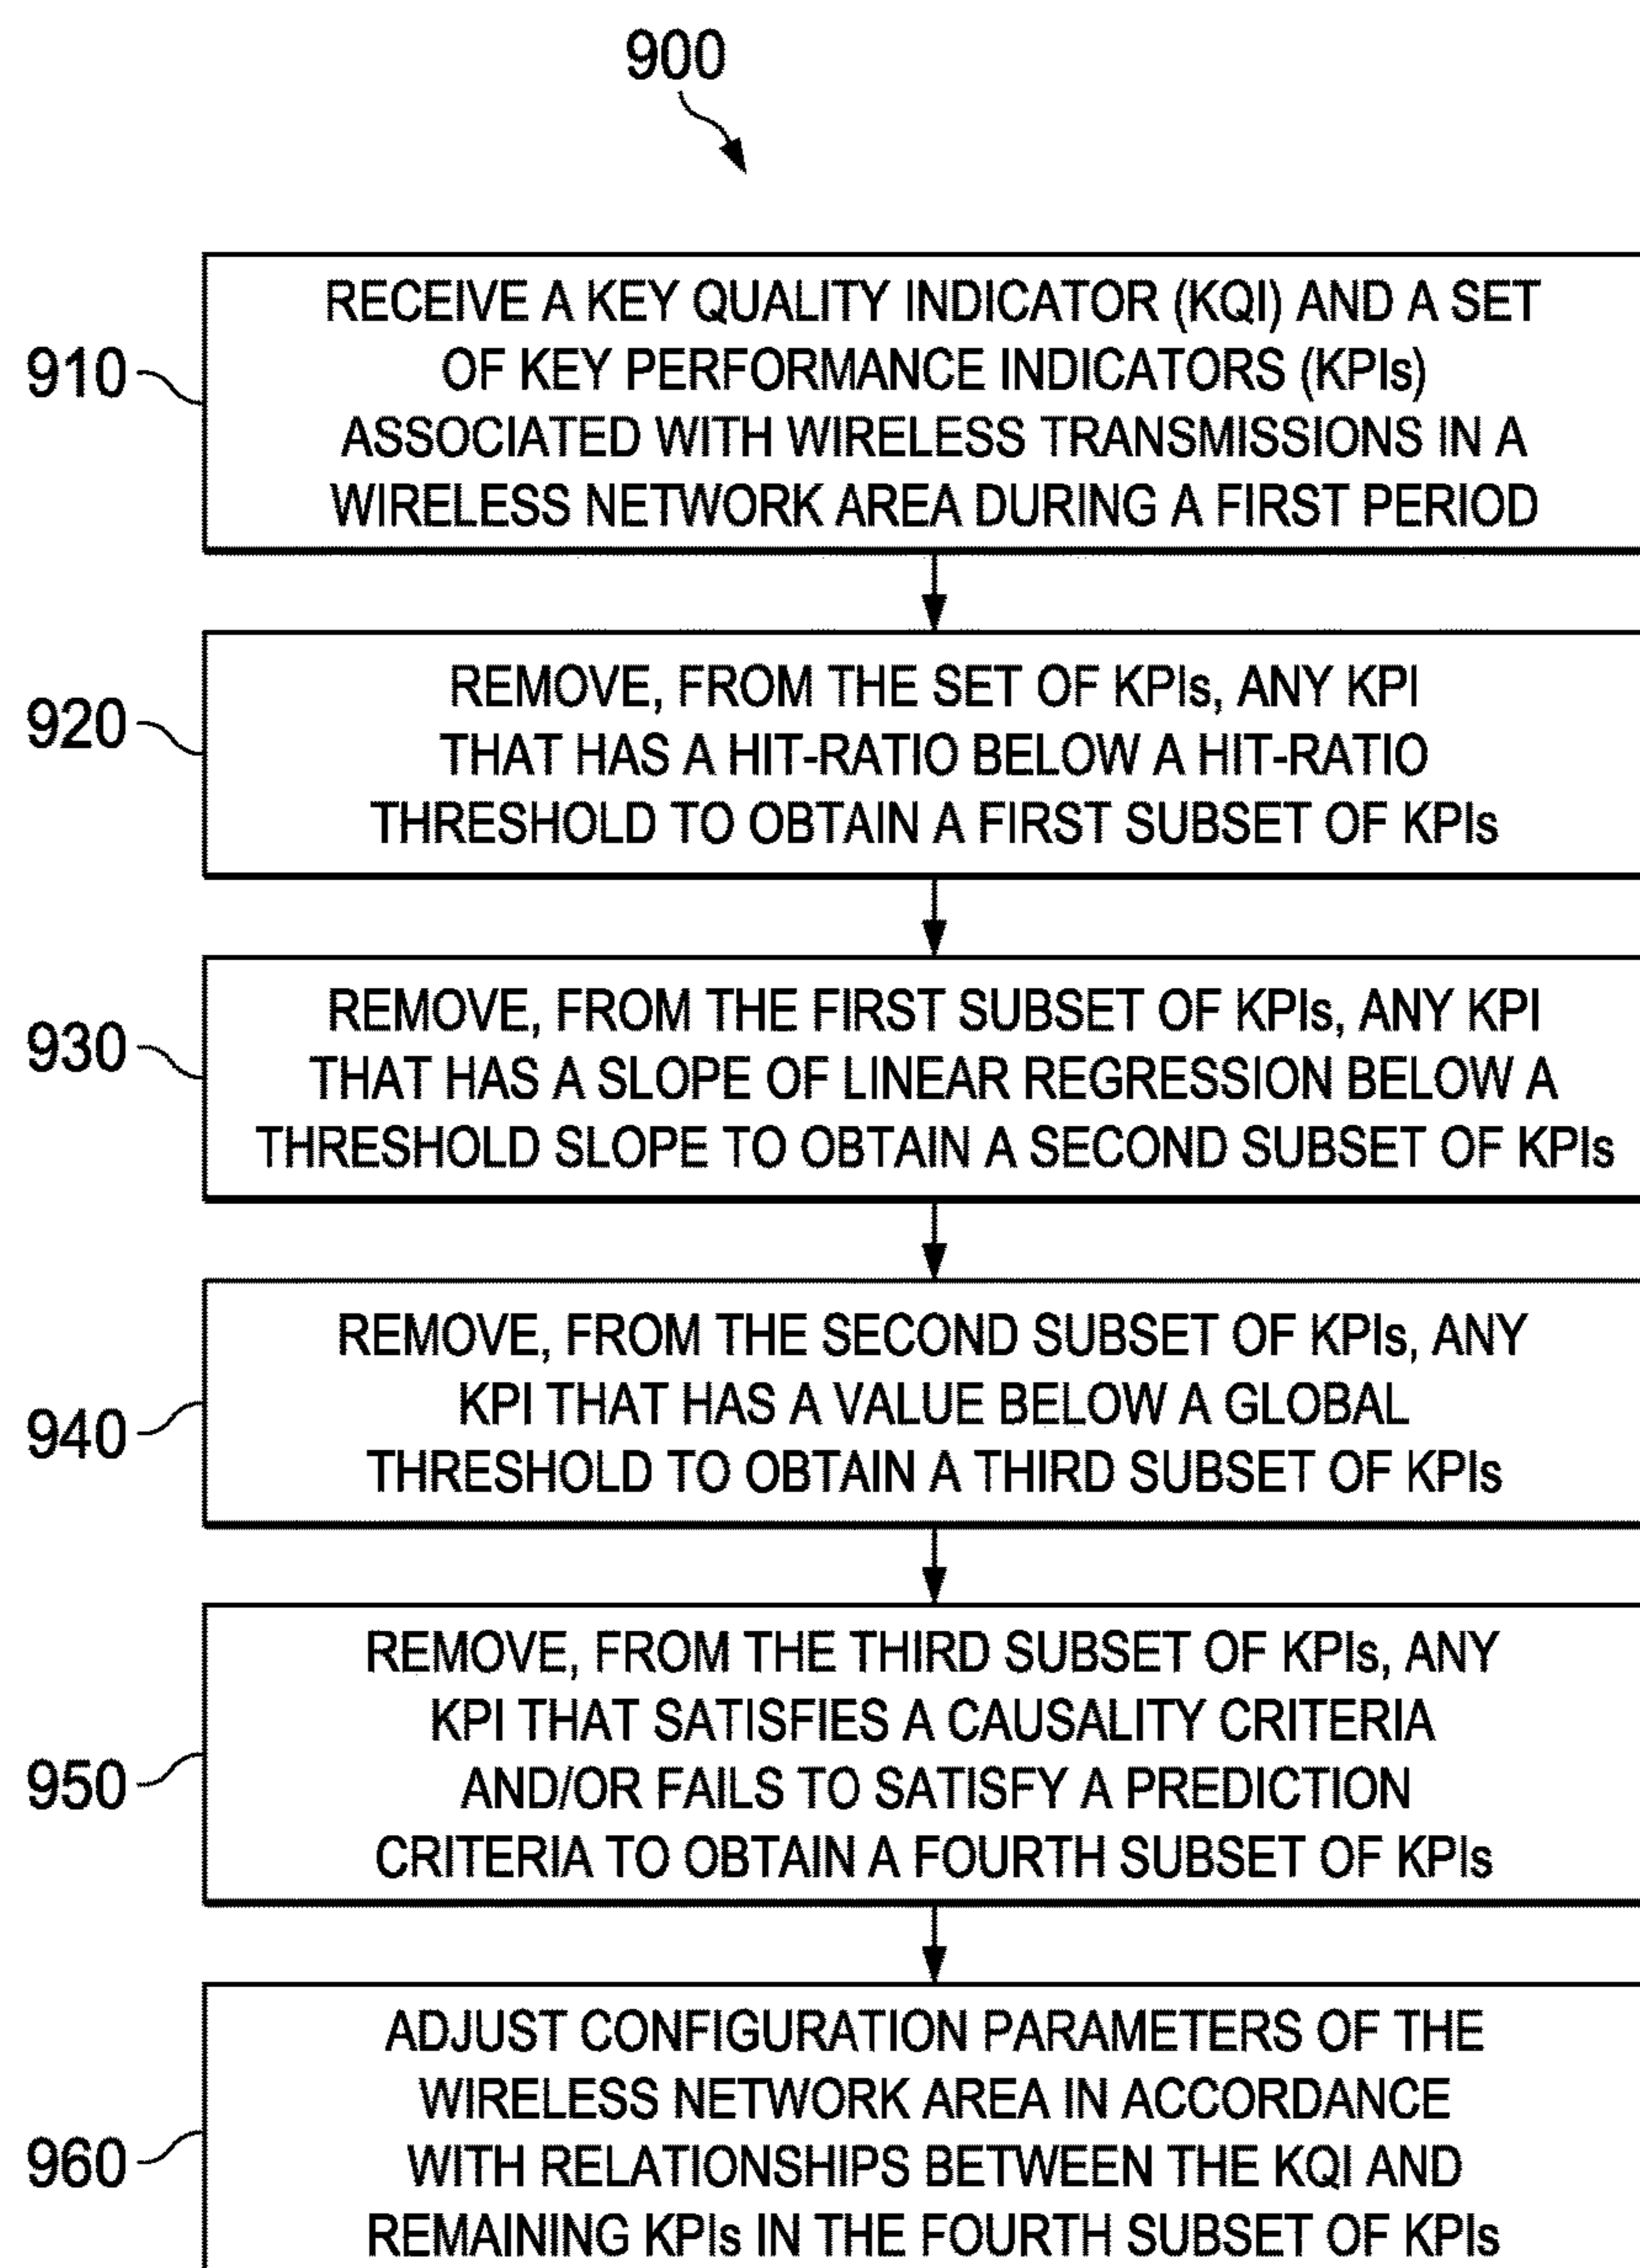 900
910
RECEIVE A KEY QUALITY INDICATOR (KQI) AND A SET
OF KEY PERFORMANCE INDICATORS (KPIs)
ASSOCIATED WITH WIRELESS TRANSMISSIONS IN A
WIRELESS NETWORK AREA DURING A FIRST PERIOD
920
REMOVE, FROM THE SET OF KPIs, ANY KPI
THAT HAS A HIT-RATIO BELOW A HIT-RATIO
THRESHOLD TO OBTAIN A FIRST SUBSET OF KPIs
930
REMOVE, FROM THE FIRST SUBSET OF KPIs, ANY KPI
THAT HAS A SLOPE OF LINEAR REGRESSION BELOW A
THRESHOLD SLOPE TO OBTAIN A SECOND SUBSET OF KPIs
940
REMOVE, FROM THE SECOND SUBSET OF KPIs, ANY
KPI THAT HAS A VALUE BELOW A GLOBAL
THRESHOLD TO OBTAIN A THIRD SUBSET OF KPIs
950
REMOVE, FROM THE THIRD SUBSET OF KPIs, ANY
KPI THAT SATISFIES A CAUSALITY CRITERIA
AND/OR FAILS TO SATISFY A PREDICTION
CRITERIA TO OBTAIN A FOURTH SUBSET OF KPIs
960
ADJUST CONFIGURATION PARAMETERS OF THE
WIRELESS NETWORK AREA IN ACCORDANCE
WITH RELATIONSHIPS BETWEEN THE KQI AND
REMAINING KPIs IN THE FOURTH SUBSET OF KPIs